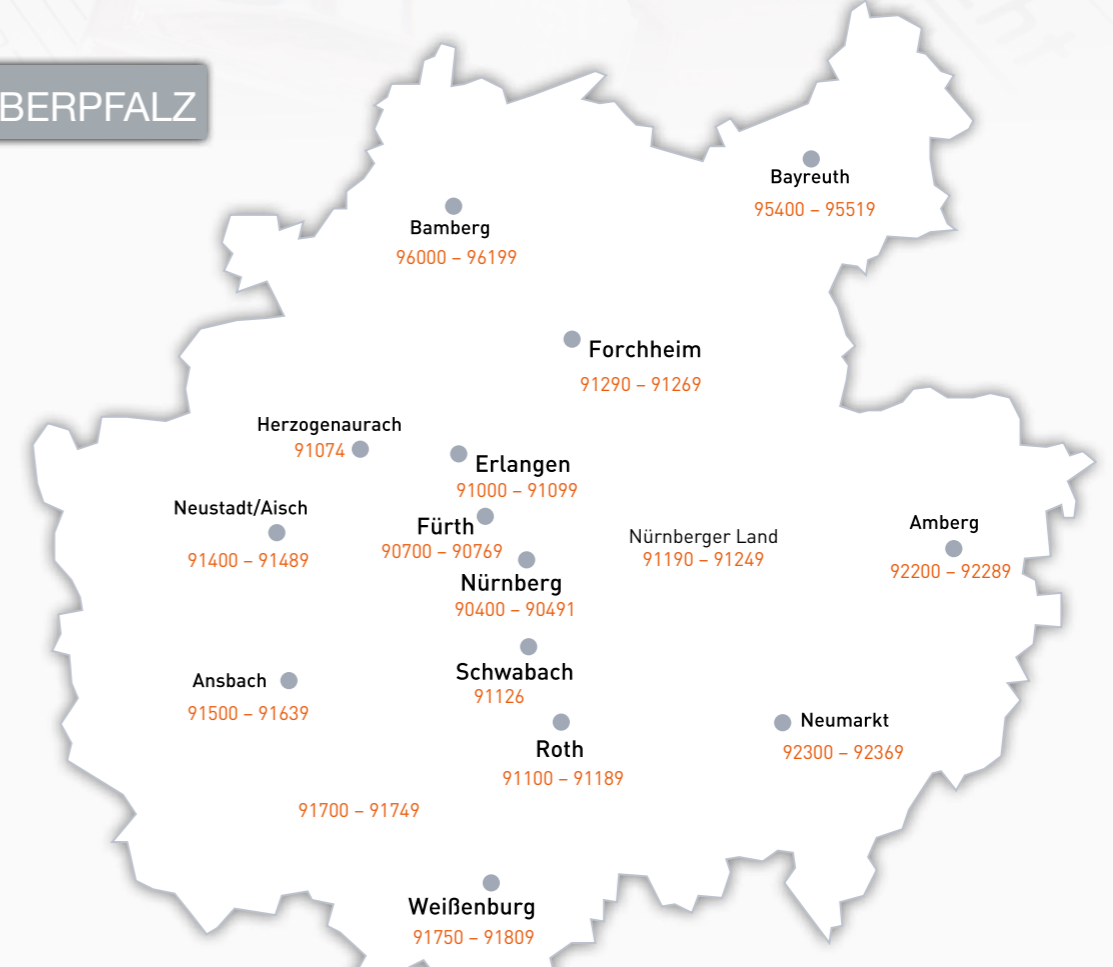 BERPFALZ
Bayreuth
95400 – 95519
Bamberg
96000 – 96199
Forchheim
91290 – 91269
Herzogenaurach
91074
Erlangen
91000 – 91099
Neustadt/Aisch
91400 – 91489
Fürth
90700 – 90769
Nürnberger Land
91190 – 91249
Amberg
92200 – 92289
Nürnberg
90400 – 90491
Schwabach
91126
Ansbach
91500 – 91639
Roth
91100 – 91189
Neumarkt
92300 – 92369
91700 – 91749
Weißenburg
91750 – 91809